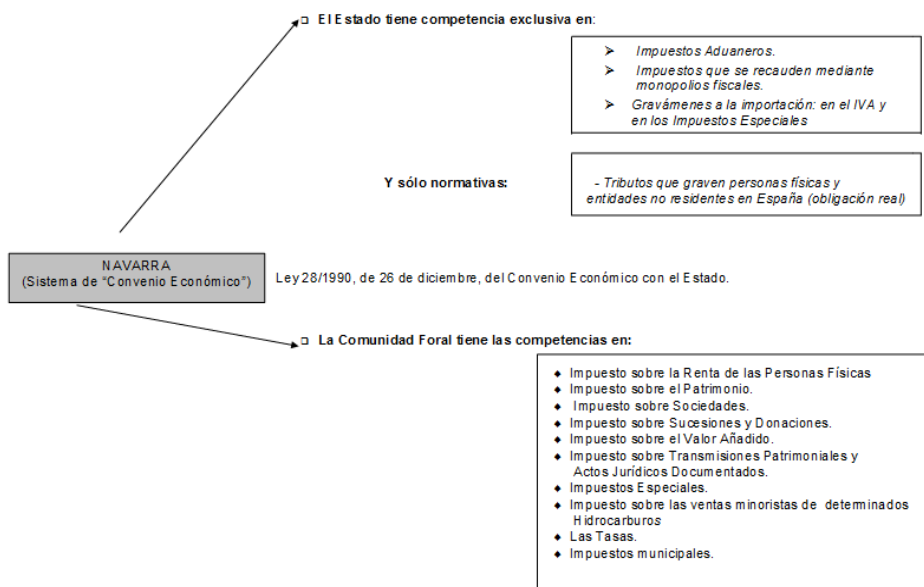 El Estado tiene competencia exclusiva en:
➢ Impuestos Aduaneros.
➢ Impuestos que se recauden mediante
monopolios fiscales.
➢ Gravámenes a la importación: en el IVA y
en los Impuestos Especiales
Y sólo normativas:
- Tributos que graven personas físicas y
entidades no residentes en España (obligación real)
NAVARRA
(Sistema de "Convenio Económico")
Ley 28/1990, de 26 de diciembre, del Convenio Económico con el Estado.
La Comunidad Foral tiene las competencias en:
◆ Impuesto sobre la Renta de las Personas Físicas
◆ Impuesto sobre el Patrimonio.
◆ Impuesto sobre Sociedades.
◆ Impuesto sobre Sucesiones y Donaciones.
◆ Impuesto sobre el Valor Añadido.
◆ Impuesto sobre Transmisiones Patrimoniales y
Actos Jurídicos Documentados.
◆ Impuestos Especiales.
◆ Impuesto sobre las ventas minoristas de determinados
Hidrocarburos
◆ Las Tasas.
◆ Impuestos municipales.